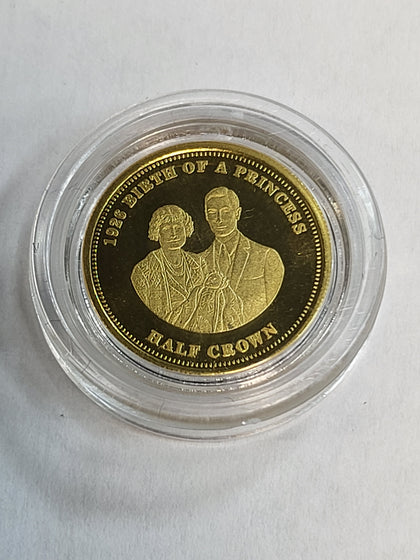 1926 BIRTH OF A PRINCESS
HALF CROWN